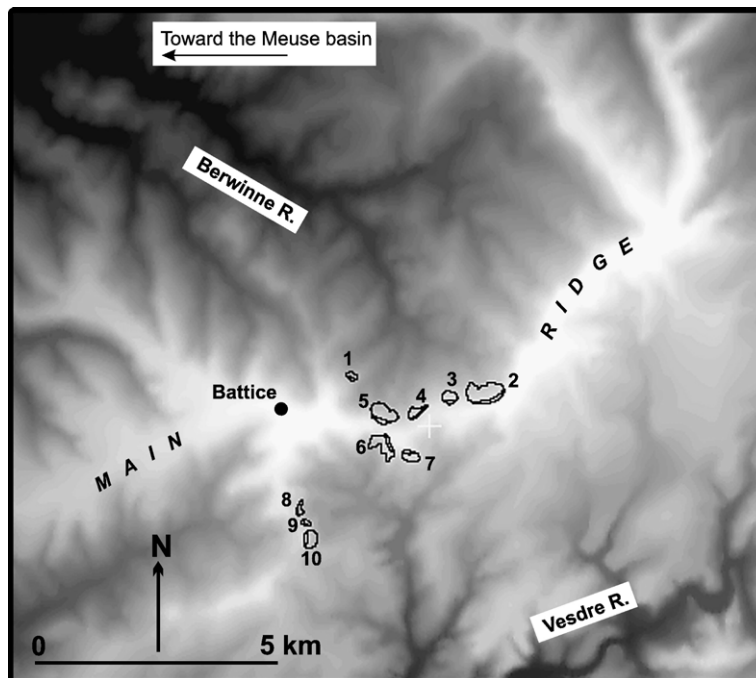 Toward the Meuse basin
Berwinne R.
RIDGE
1
2
3
4
5
Battice
6
7
MAIN
8
9
10
N
Vesdre R.
0 5 km